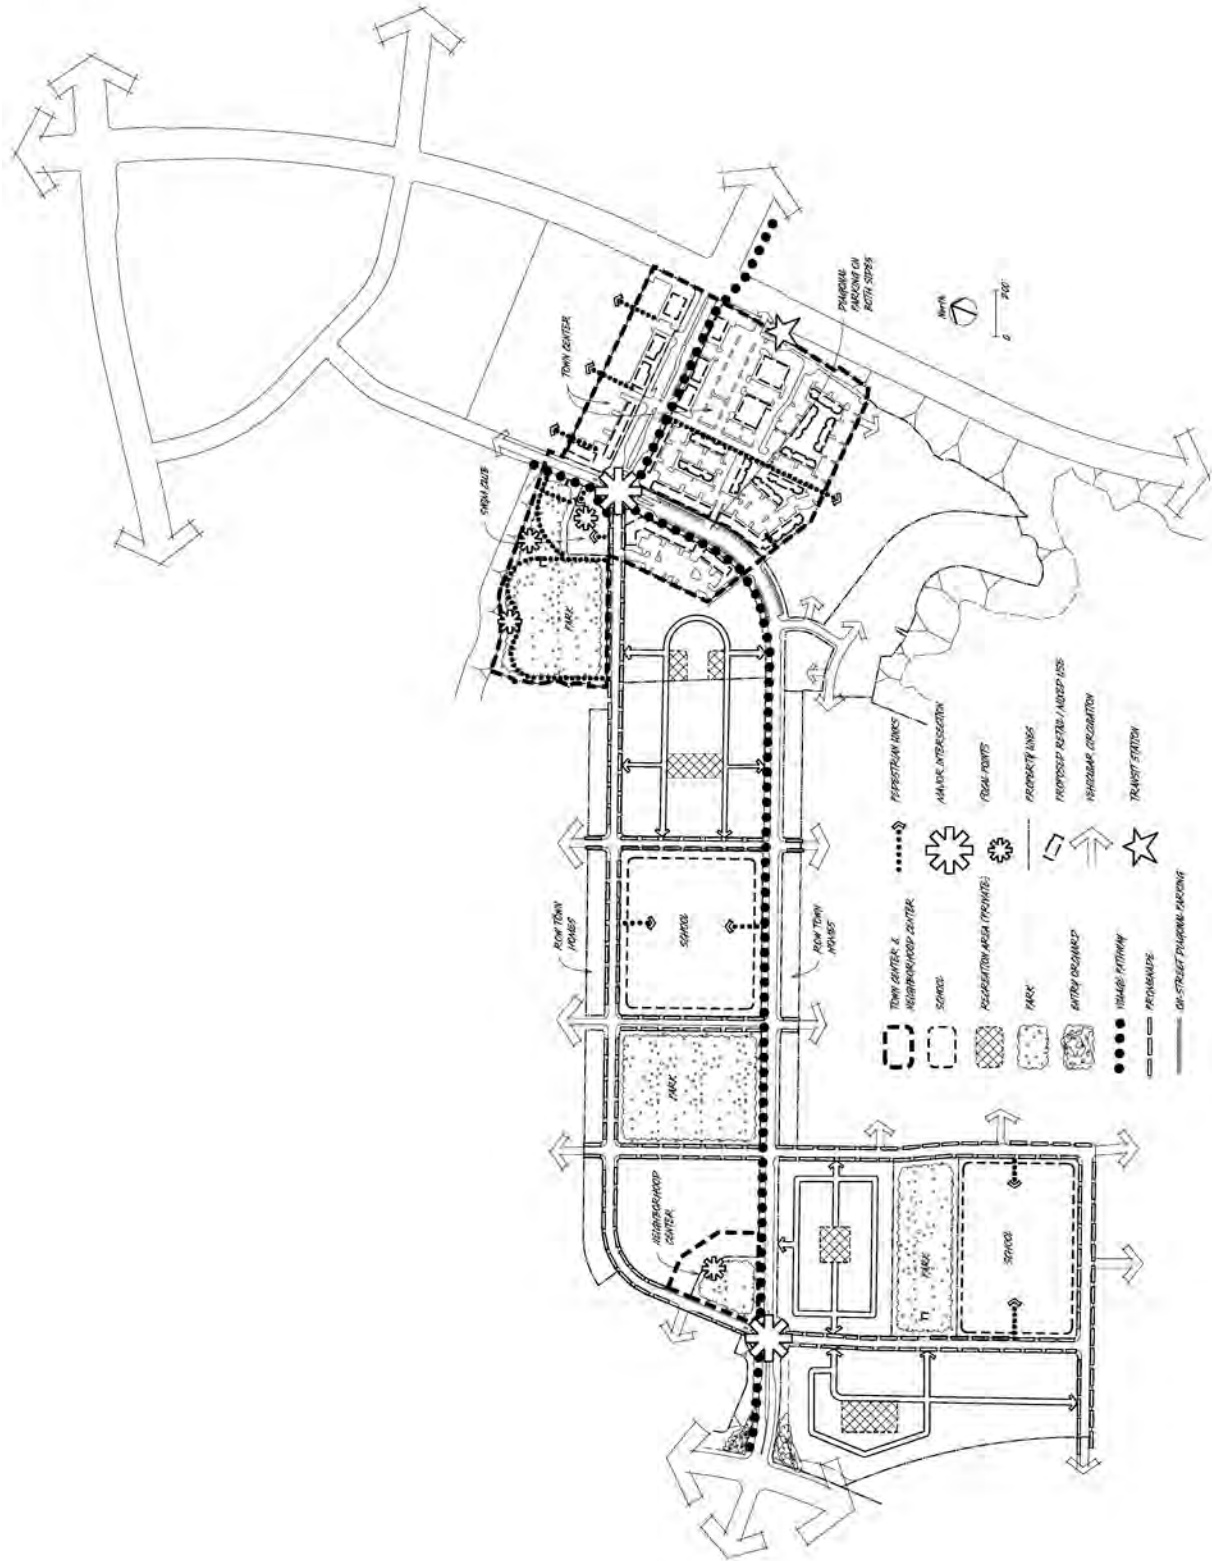 SWIM CLUB
TOWN CENTER
DIAGONAL
PARKING ON
BOTH SIDES
North
0 200'
PARK
ROW TOWN
HOMES
SCHOOL
ROW TOWN
HOMES
PARK
NEIGHBORHOOD
CENTER
PARK
SCHOOL
TOWN CENTER &
NEIGHBORHOOD CENTER
SCHOOL
RECREATION AREA (PRIVATE)
PARK
ENTRY ORCHARD
VILLAGE PATHWAY
PROMENADE
ON-STREET DIAGONAL PARKING
PEDESTRIAN LINKS
MAJOR INTERSECTION
FOCAL POINTS
PROPERTY LINES
PROPOSED RETAIL / MIXED USE
VEHICULAR CIRCULATION
TRANSIT STATION